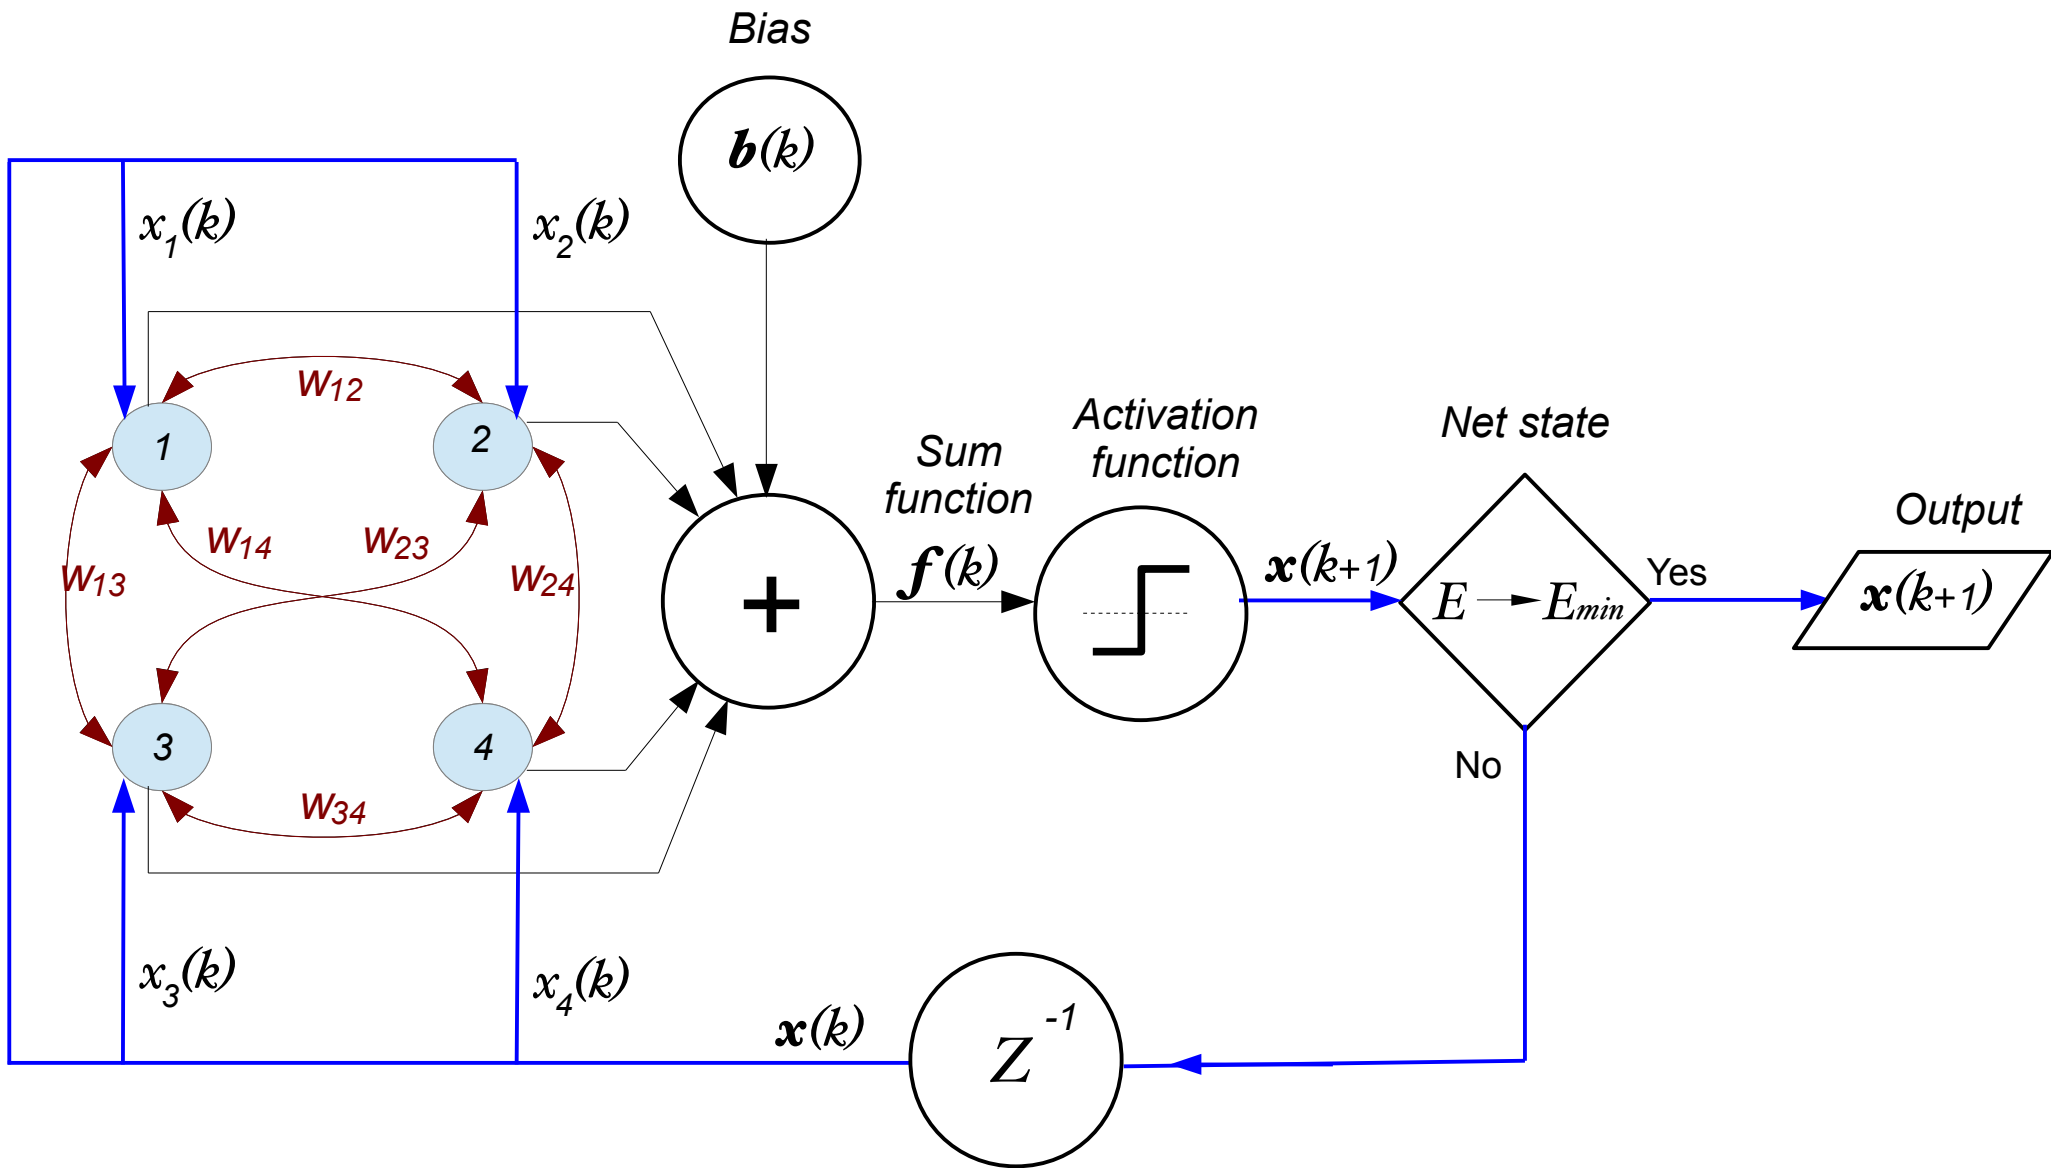 Bias
b(k)
x1(k)
x2(k)
w12
1
2
w14
w23
w13
w24
3
4
w34
x3(k)
x4(k)
+
Sum
function
f(k)
Activation
function
x(k+1)
Net state
E → Emin
Yes
No
Output
x(k+1)
x(k)
Z-1